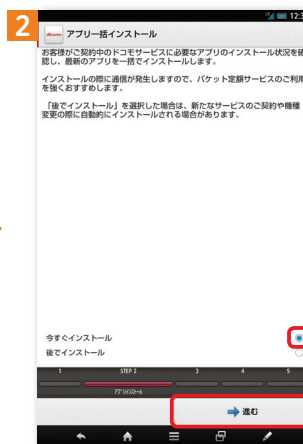 2
12:3
アプリ一括インストール
お客様がご契約中のドコモサービスに必要なアプリのインストール状況を確
認し、最新のアプリを一括でインストールします。
インストールの際に通信が発生しますので、パケット定額サービスのご利用
を強くおすすめします。
「後でインストール」を選択した場合は、新たなサービスのご契約や機種
変更の際に自動的にインストールされる場合があります。
今すぐインストール
後でインストール
1 STEP 2 3 4 5
アプリインストール
進む